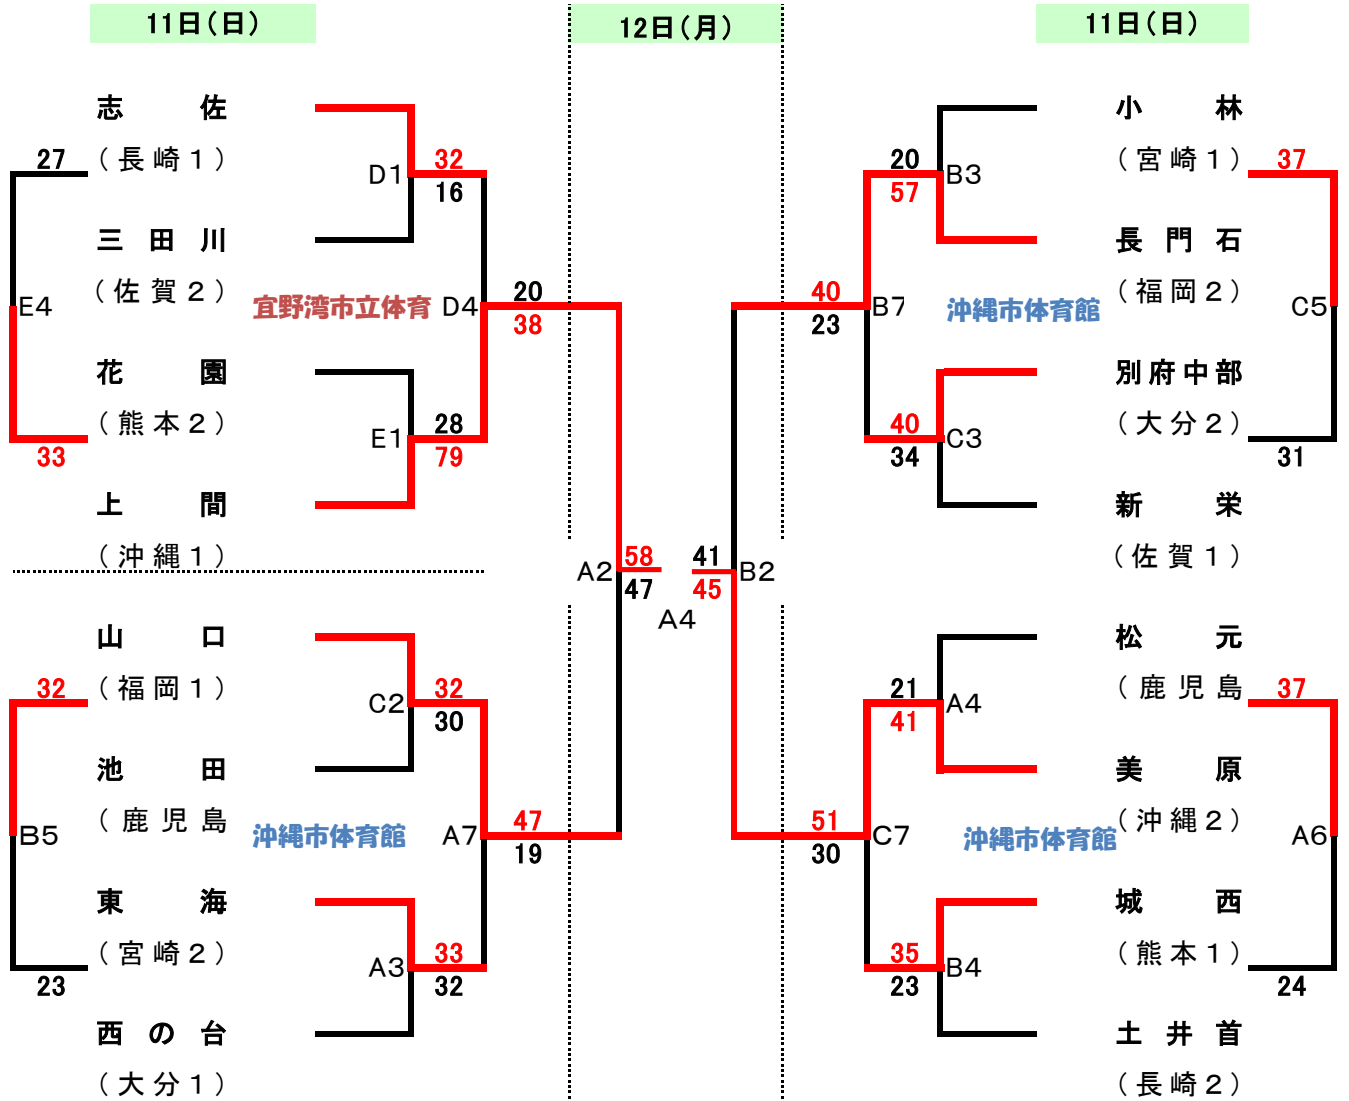 11日(日)
12日(月)
11日(日)
志佐
(長崎1)
27
D1
32
16
三田川
(佐賀2)
宜野湾市立体育
E4
D4
20
38
花園
(熊本2)
33
E1
28
79
上間
(沖縄1)
A2
58
47
山口
(福岡1)
32
C2
32
30
池田
(鹿児島
沖縄市体育館
B5
A7
47
19
東海
(宮崎2)
23
A3
33
32
西の台
(大分1)
A4
小林
(宮崎1)
37
20
57
B3
長門石
(福岡2)
沖縄市体育館
40
23
B7
C5
別府中部
(大分2)
31
40
34
C3
新栄
(佐賀1)
41
45
B2
松元
(鹿児島
37
21
41
A4
美原
(沖縄2)
沖縄市体育館
51
30
C7
A6
城西
(熊本1)
24
35
23
B4
土井首
(長崎2)